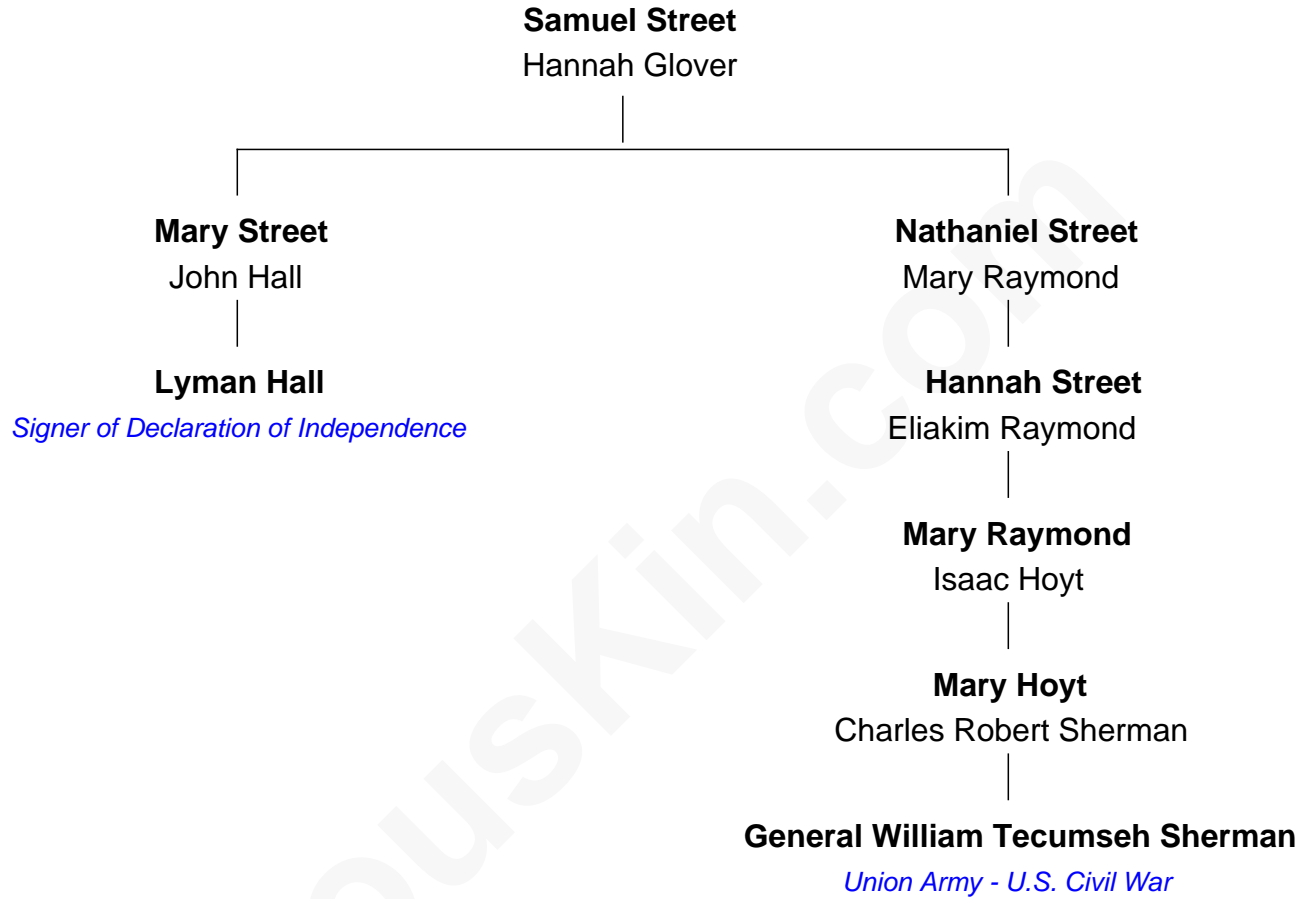 Samuel Street
Hannah Glover
Mary Street
John Hall
Lyman Hall
Signer of Declaration of Independence
Nathaniel Street
Mary Raymond
Hannah Street
Eliakim Raymond
Mary Raymond
Isaac Hoyt
Mary Hoyt
Charles Robert Sherman
General William Tecumseh Sherman
Union Army - U.S. Civil War
ousKin.com